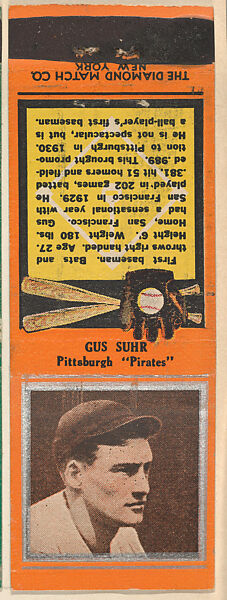 THE DIAMOND MATCH CO.
NEW YORK
First baseman. Bats and
throws right handed. Age 27.
Height 6'. Weight 180 lbs.
Home, San Francisco. Gus
had a sensational year with
San Francisco in 1929. He
played in 202 games, batted
.381, hit 51 homers and field-
ed .989. This brought promo-
tion to Pittsburgh in 1930
He is not spectacular, but is
a ball-player's first baseman.
GUS SUHR
Pittsburgh "Pirates"